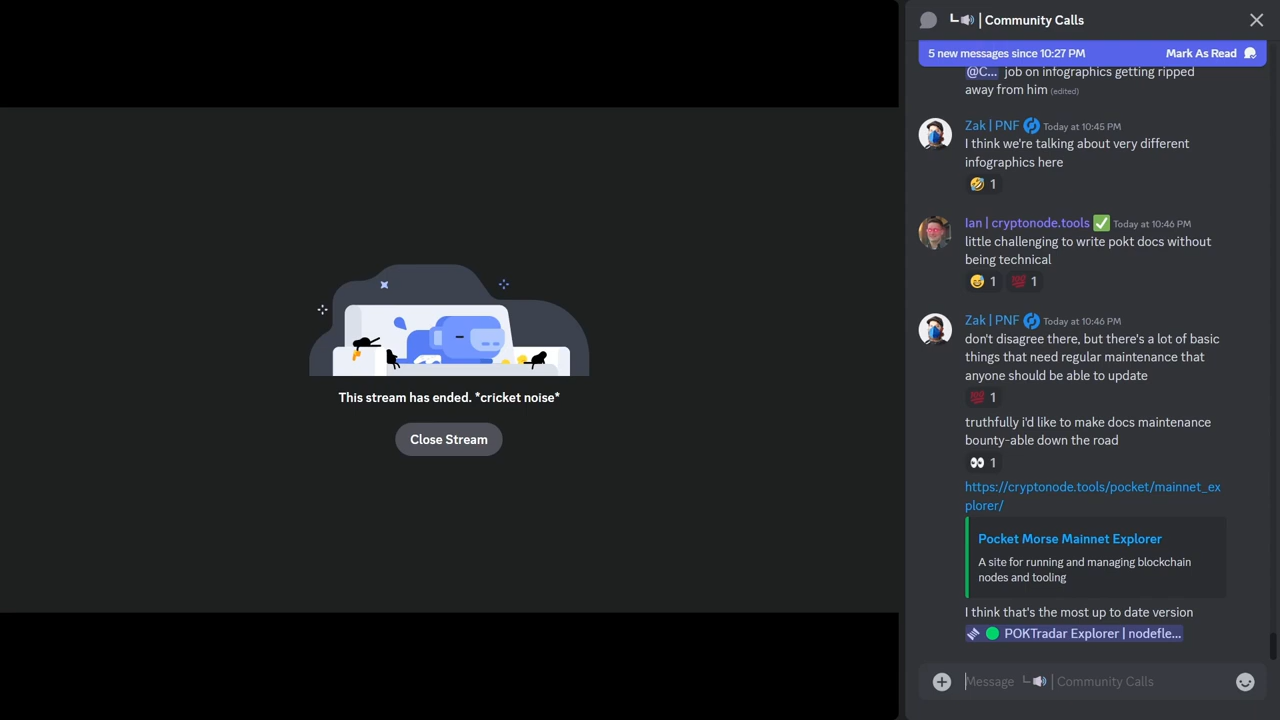 └🔊 | Community Calls
5 new messages since 10:27 PM Mark As Read
@C... job on infographics getting ripped
away from him (edited)
Zak | PNF Today at 10:45 PM
I think we're talking about very different
infographics here
🤣 1
Ian | cryptonode.tools ✅ Today at 10:46 PM
little challenging to write pokt docs without
being technical
😅 1 💯 1
Zak | PNF Today at 10:46 PM
don't disagree there, but there's a lot of basic
things that need regular maintenance that
anyone should be able to update
💯 1
truthfully i'd like to make docs maintenance
bounty-able down the road
👀 1
https://cryptonode.tools/pocket/mainnet_ex
plorer/
Pocket Morse Mainnet Explorer
A site for running and managing blockchain
nodes and tooling
I think that's the most up to date version
POKTradar Explorer | nodefle...
Message └🔊 | Community Calls
This stream has ended. *cricket noise*
Close Stream